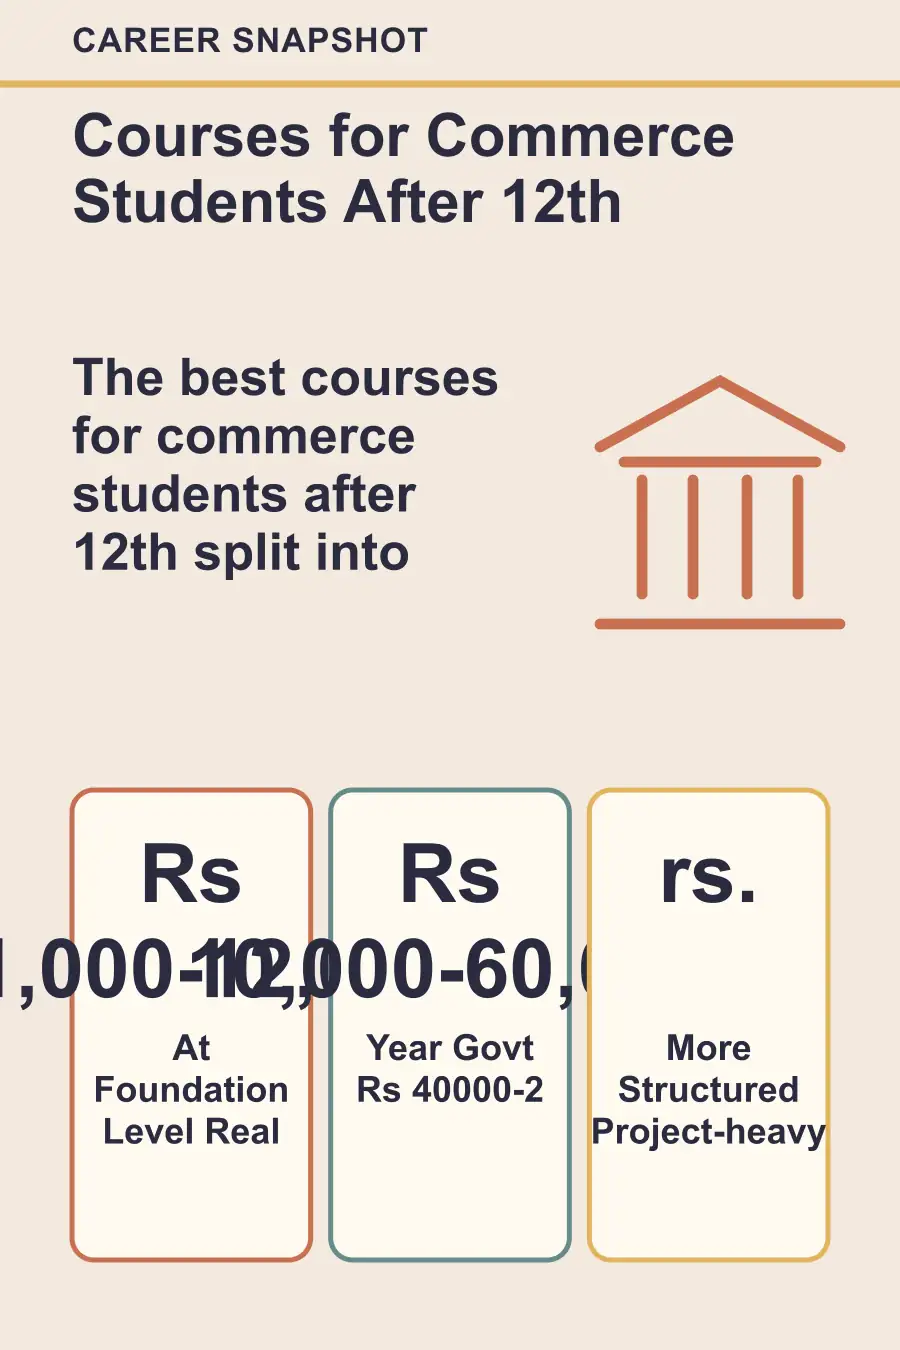 CAREER SNAPSHOT
Courses for Commerce
Students After 12th
The best courses
for commerce
students after
12th split into
Rs
Rs
rs.
At
Foundation
Level Real
Year Govt
Rs 40000-2
More
Structured
Project-heavy